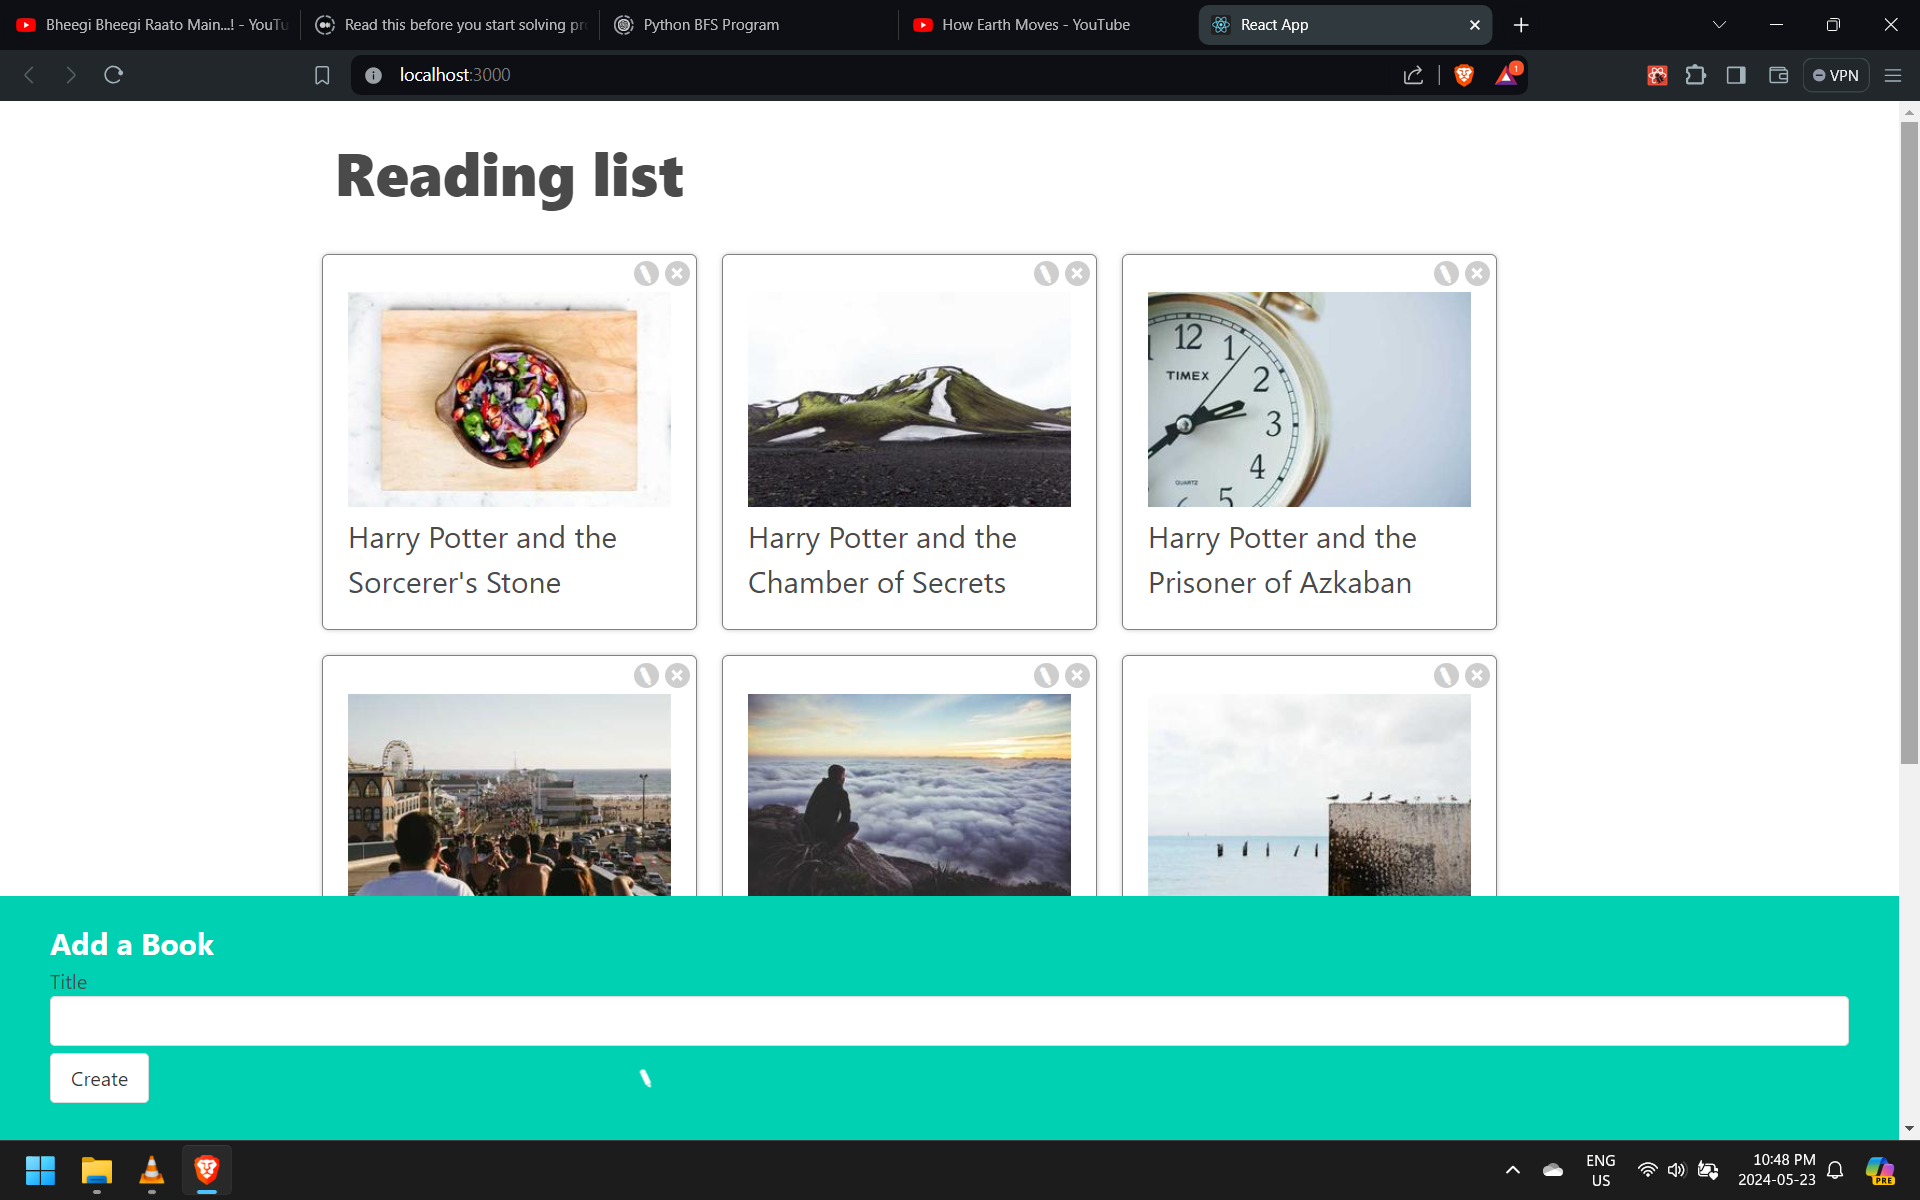 Bheegi Bheegi Raato Main...! - YouTu
Read this before you start solving pr
Python BFS Program
How Earth Moves - YouTube
React App
localhost:3000
1
VPN
Reading list
12
1
TIMEX
2
3
4
QUARTZ
5
6
Harry Potter and the
Sorcerer's Stone
Harry Potter and the
Chamber of Secrets
Harry Potter and the
Prisoner of Azkaban
Add a Book
Title
Create
ENG
US
10:48 PM
2024-05-23
PRE